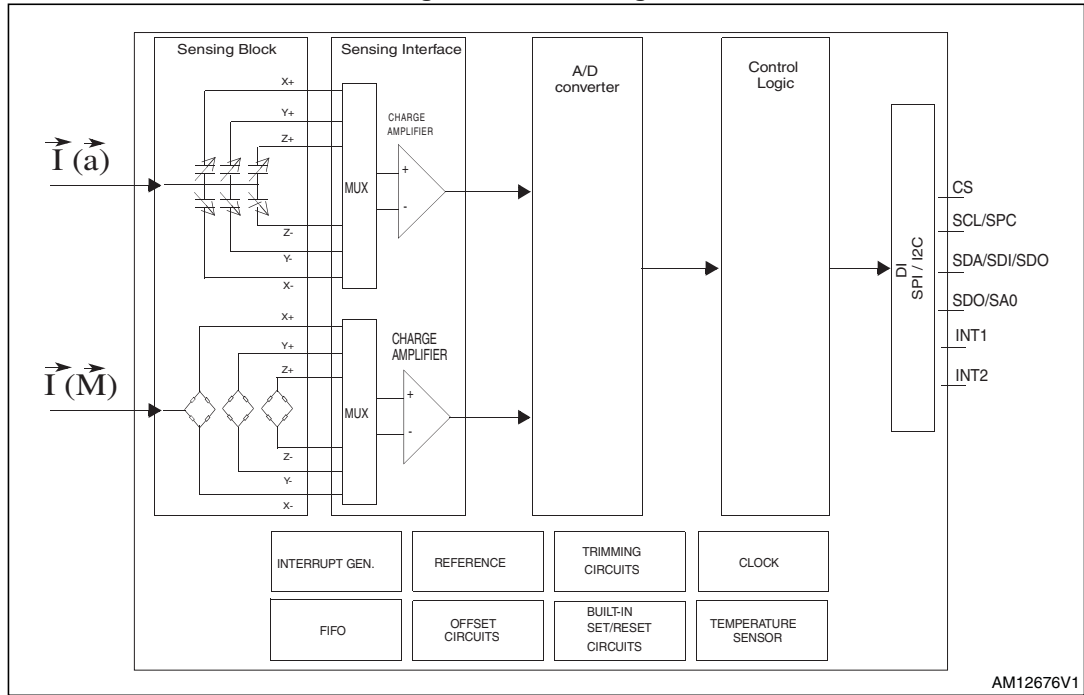 Sensing Block
Sensing Interface
A/D
converter
Control
Logic
X+
Y+
Z+
CHARGE
AMPLIFIER
I (a)
MUX
+
-
Z-
Y-
X-
X+
Y+
Z+
CHARGE
AMPLIFIER
I (M)
MUX
+
-
Z-
Y-
X-
DI
SPI / I2C
CS
SCL/SPC
SDA/SDI/SDO
SDO/SA0
INT1
INT2
INTERRUPT GEN.
REFERENCE
TRIMMING
CIRCUITS
CLOCK
FIFO
OFFSET
CIRCUITS
BUILT-IN
SET/RESET
CIRCUITS
TEMPERATURE
SENSOR
AM12676V1